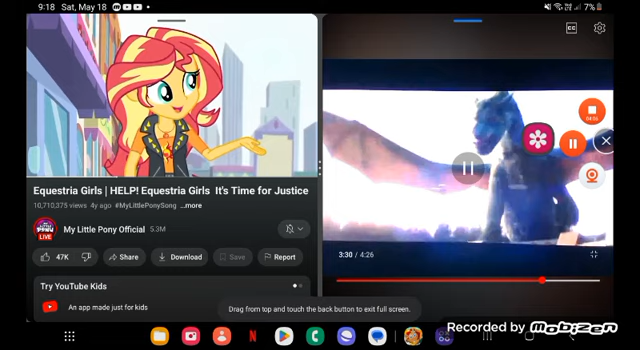 9:18 Sat, May 18
7%
CC
04:06
Equestria Girls | HELP! Equestria Girls It's Time for Justice
10,710,375 views 4y ago #MyLittlePonySong ...more
LIVE
My Little Pony Official 5.3M
47K
Share
Download
Save
Report
3:30 / 4:26
Try YouTube Kids
An app made just for kids
Drag from top and touch the back button to exit full screen.
N
Recorded by mobizen